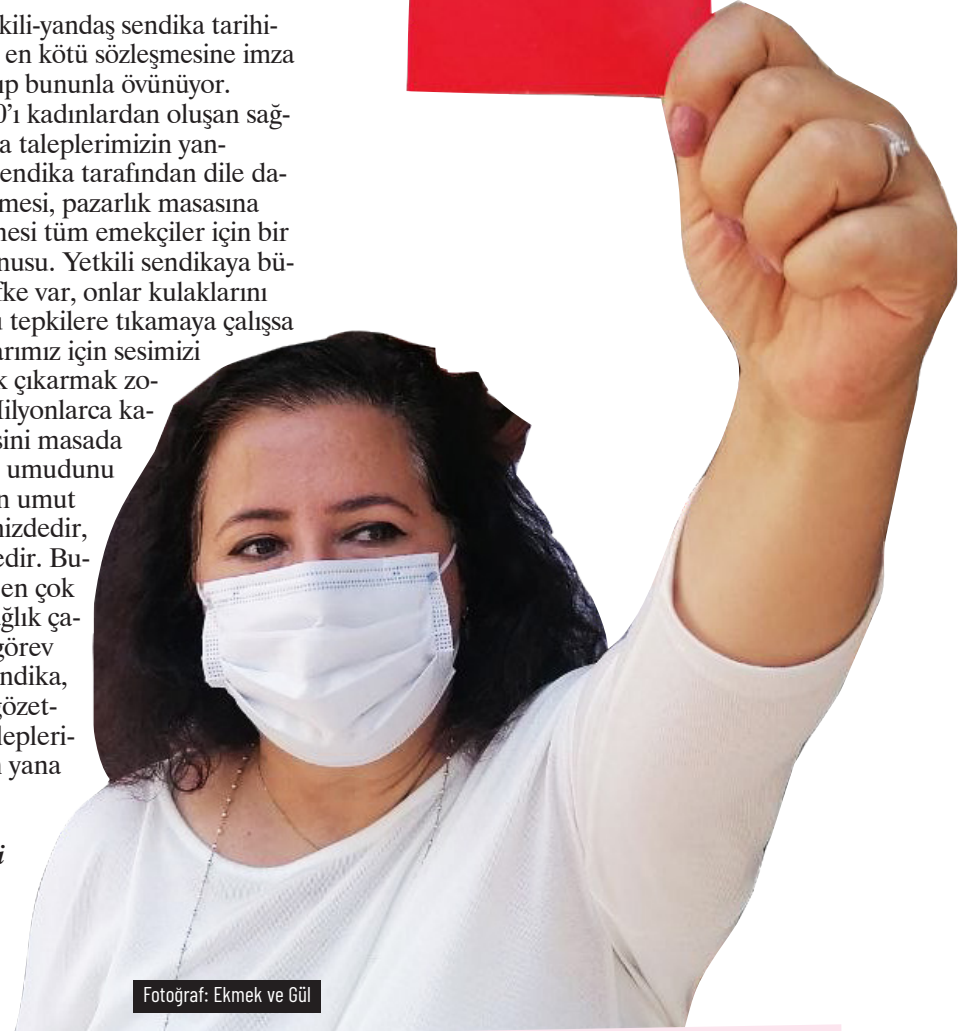 kili-yandaş sendika tarihi-
en kötü sözleşmesine imza
ıp bununla övünüyor.
0’ı kadınlardan oluşan sağ-
a taleplerimizin yan-
endika tarafından dile da-
mesi, pazarlık masasına
nesi tüm emekçiler için bir
nusu. Yetkili sendikaya bü-
fke var, onlar kulaklarını
ı tepkilere tıkamaya çalışsa
arımız için sesimizi
k çıkarmak zo-
Milyonlarca ka-
sini masada
umudunu
n umut
mizdedir,
edir. Bu-
en çok
ğlık ça-
görev
ndika,
gözet-
lepleri-
n yana
i
Fotoğraf: Ekmek ve Gül